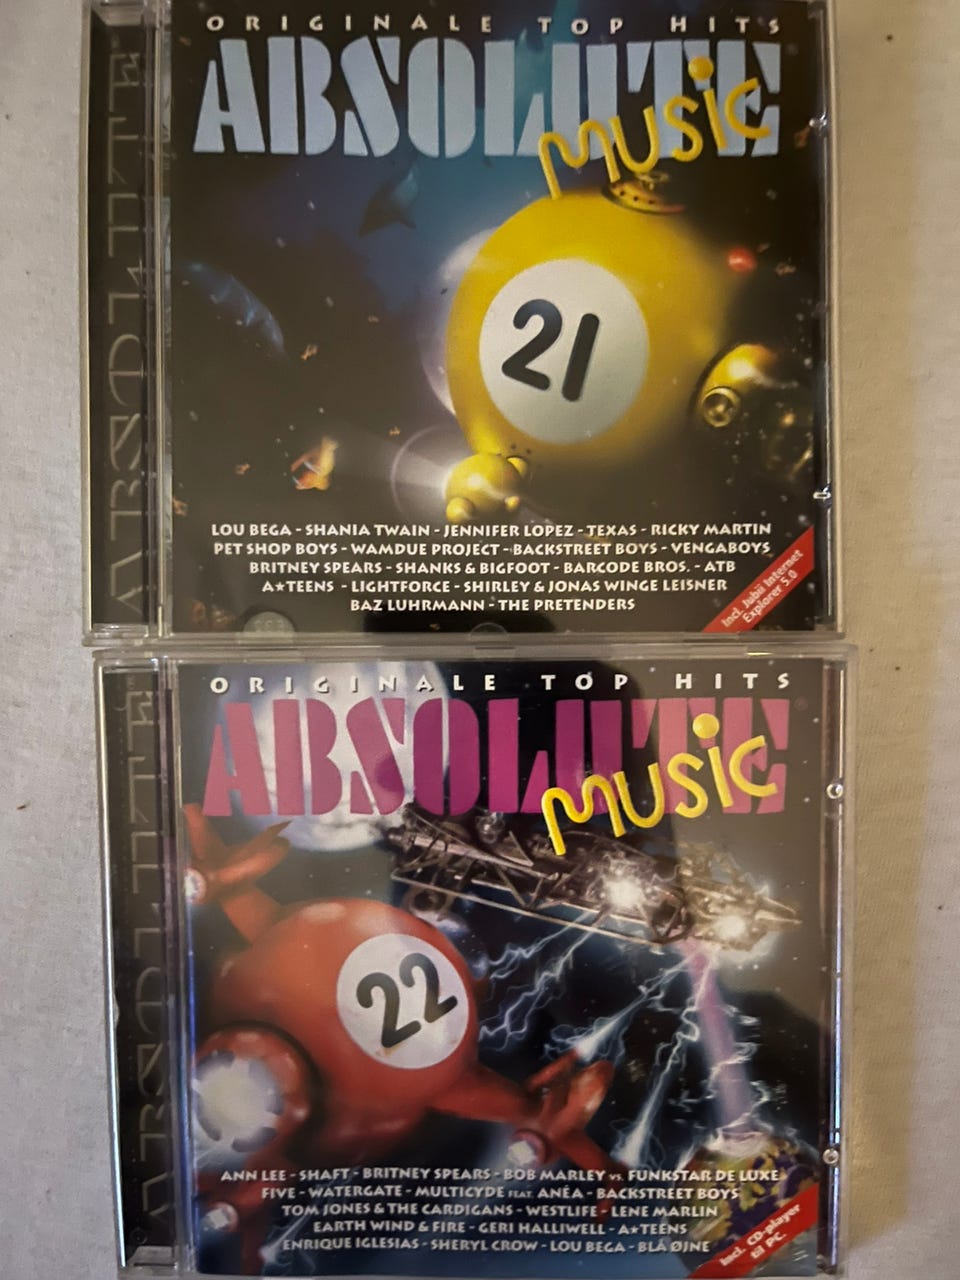 ORIGINALE TOP HITS
ABSOLUTE
music
21
LOU BEGA - SHANIA TWAIN - JENNIFER LOPEZ - TEXAS - RICKY MARTIN
PET SHOP BOYS - WAMDUE PROJECT - BACKSTREET BOYS - VENGABOYS
BRITNEY SPEARS - SHANKS & BIGFOOT - BARCODE BROS. - ATB
A★TEENS - LIGHTFORCE - SHIRLEY & JONAS WINGE LEISNER
BAZ LUHRMANN - THE PRETENDERS
Incl. Jubii Internet
Explorer 5.0
ABSOLUTE
ORIGINALE TOP HITS
ABSOLUTE
music
22
ANN LEE - SHAFT - BRITNEY SPEARS - BOB MARLEY vs. FUNKSTAR DE LUXE
FIVE - WATERGATE - MULTICYDE FEAT. ANÉA - BACKSTREET BOYS
TOM JONES & THE CARDIGANS - WESTLIFE - LENE MARLIN
EARTH WIND & FIRE - GERI HALLIWELL - A★TEENS
ENRIQUE IGLESIAS - SHERYL CROW - LOU BEGA - BLÅ ØJNE
Incl. CD-player
til PC.
ABSOLUTE